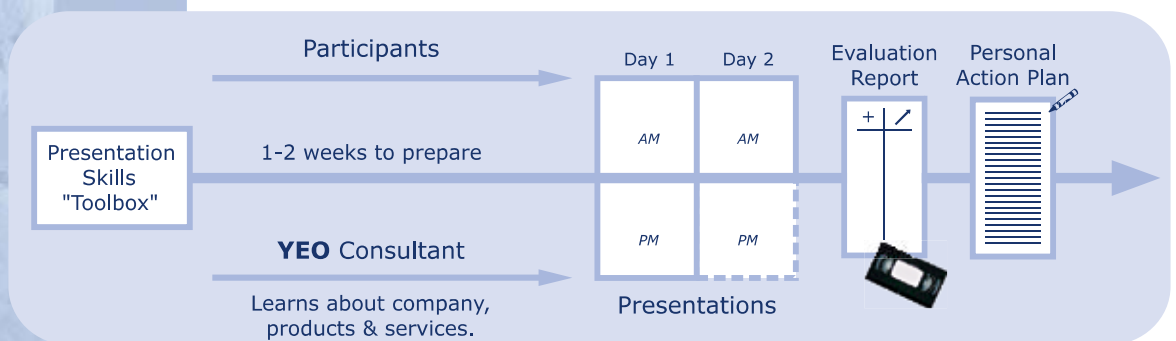 Participants
Day 1
Day 2
Evaluation
Report
Personal
Action Plan
Presentation
Skills
"Toolbox"
1-2 weeks to prepare
AM
AM
PM
PM
YEO Consultant
Learns about company,
products & services.
Presentations
+